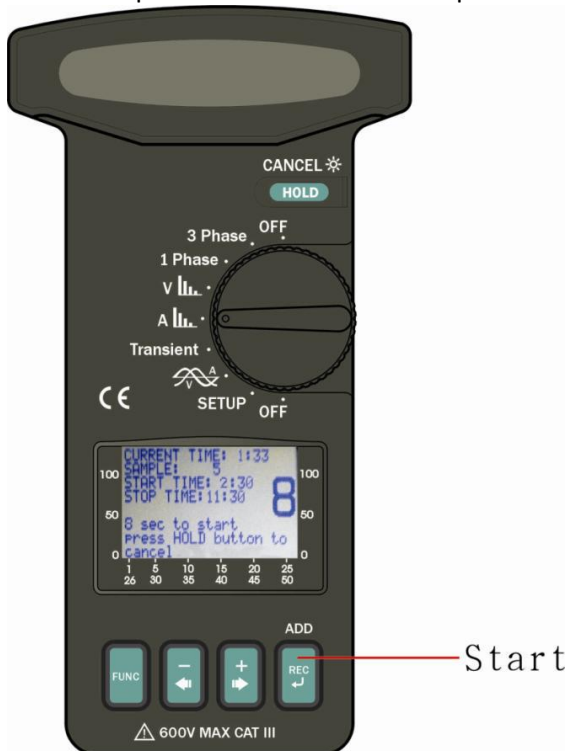 CANCEL
HOLD
OFF
3 Phase
1 Phase
V
A
Transient
A
V
SETUP
OFF
CE
CURRENT TIME: 1:33
SAMPLE: 5
START TIME: 2:30
STOP TIME:11:30
8
8 sec to start
press HOLD button to
cancel
100
50
0
100
50
0
1 5 10 15 20 25
26 30 35 40 45 50
ADD
FUNC
−
+
REC
Start
600V MAX CAT III